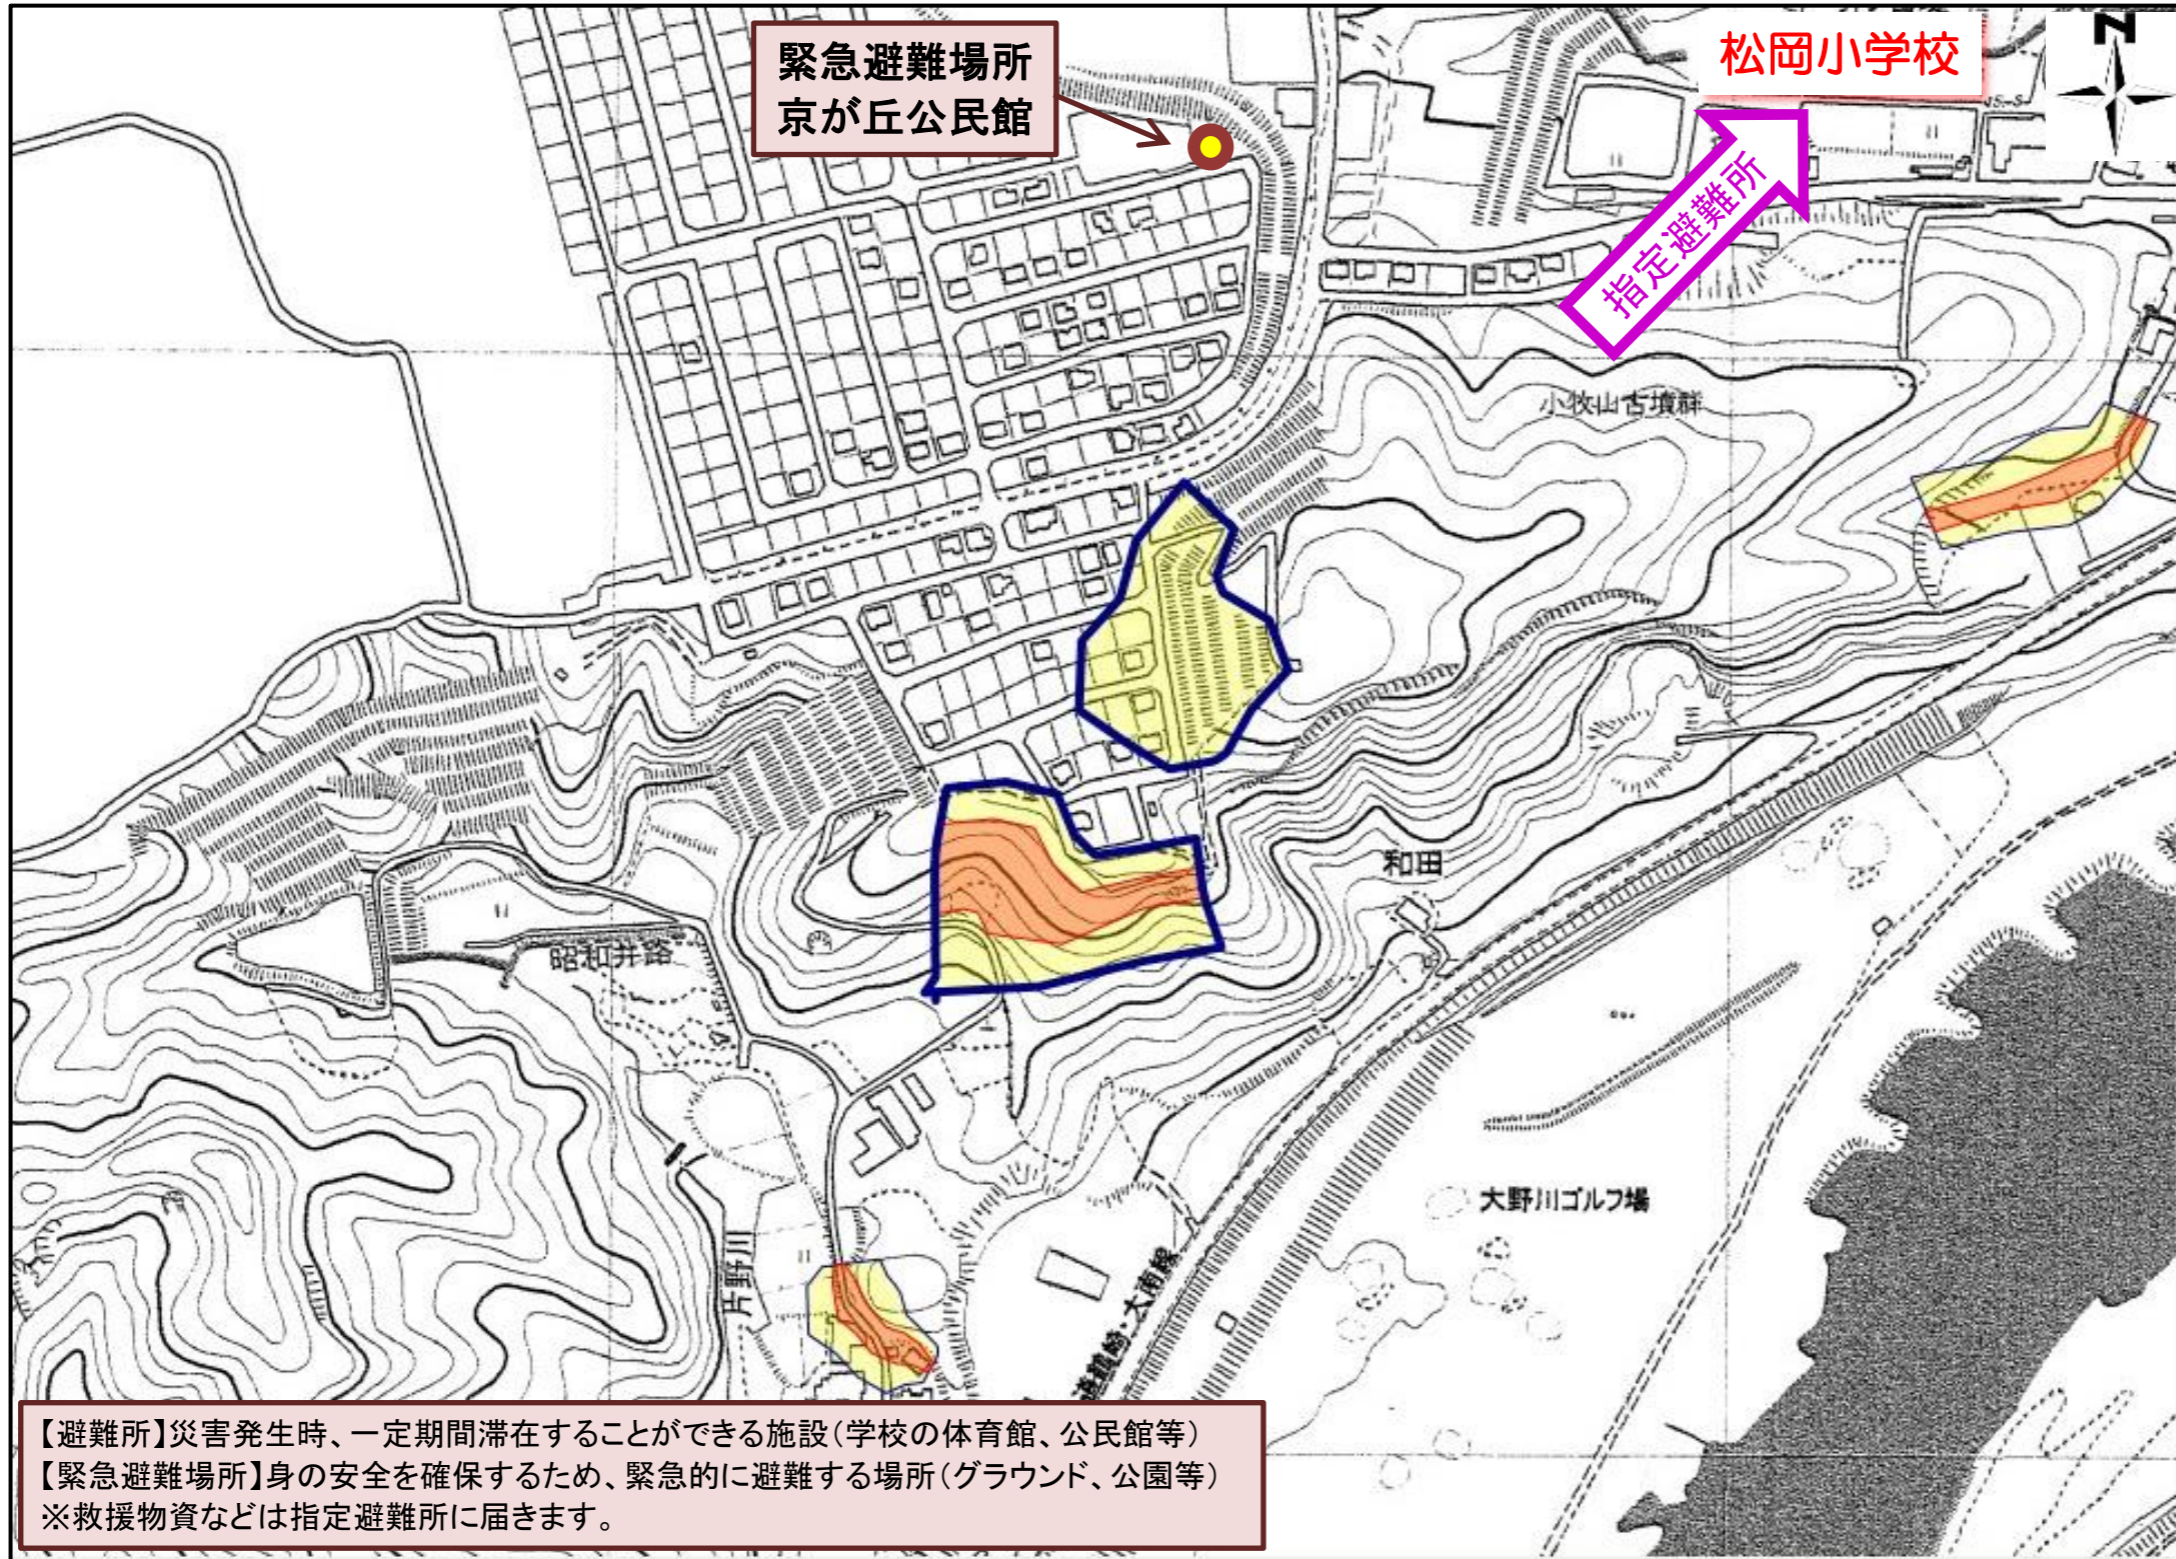 緊急避難場所
京が丘公民館
松岡小学校
N
指定避難所
小牧山古墳群
和田
昭和井路
大野川ゴルフ場
片野川
【避難所】災害発生時、一定期間滞在することができる施設(学校の体育館、公民館等)
【緊急避難場所】身の安全を確保するため、緊急的に避難する場所(グラウンド、公園等)
※救援物資などは指定避難所に届きます。